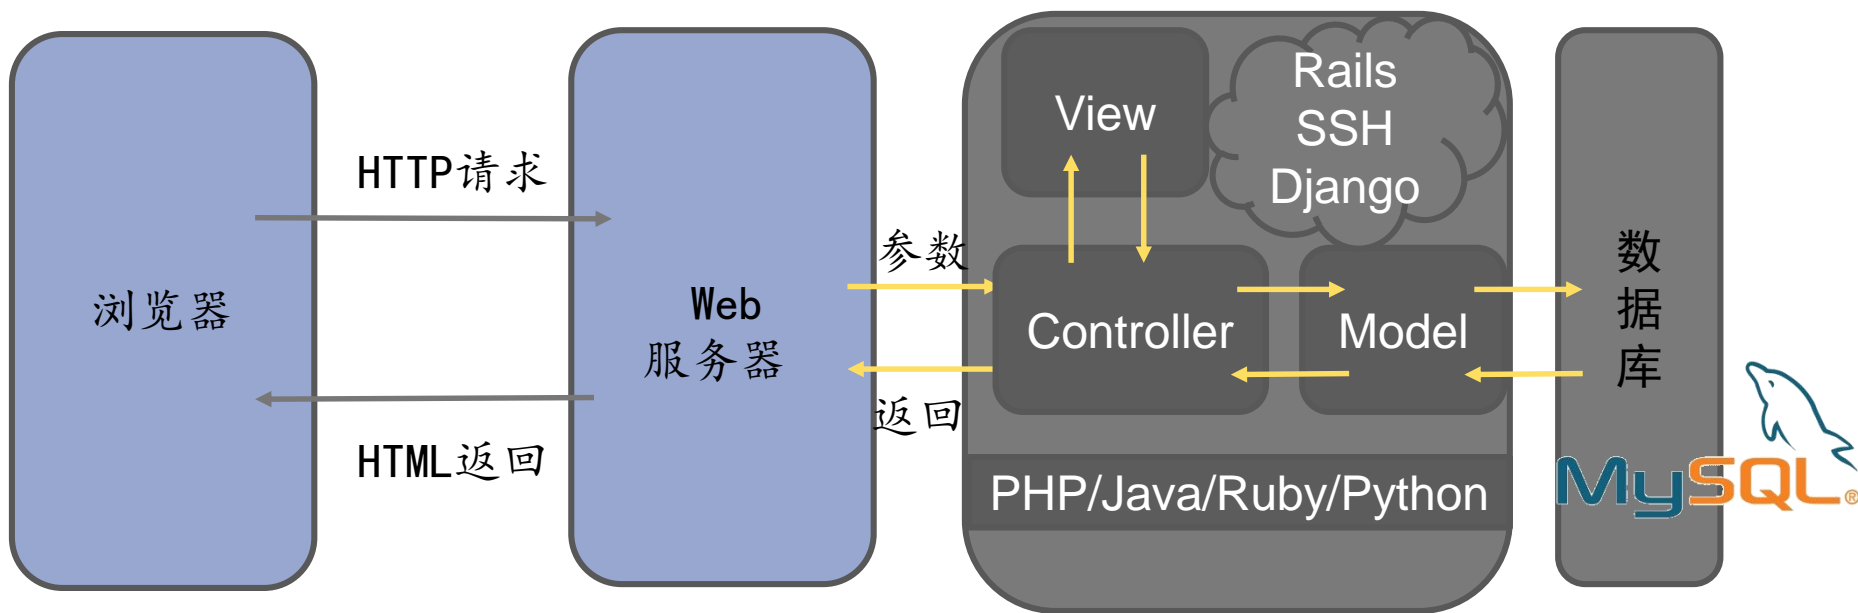 浏览器
HTTP请求
HTML返回
Web
服务器
参数
返回
View
Rails
SSH
Django
Controller
Model
PHP/Java/Ruby/Python
数
据
库
MySQL®